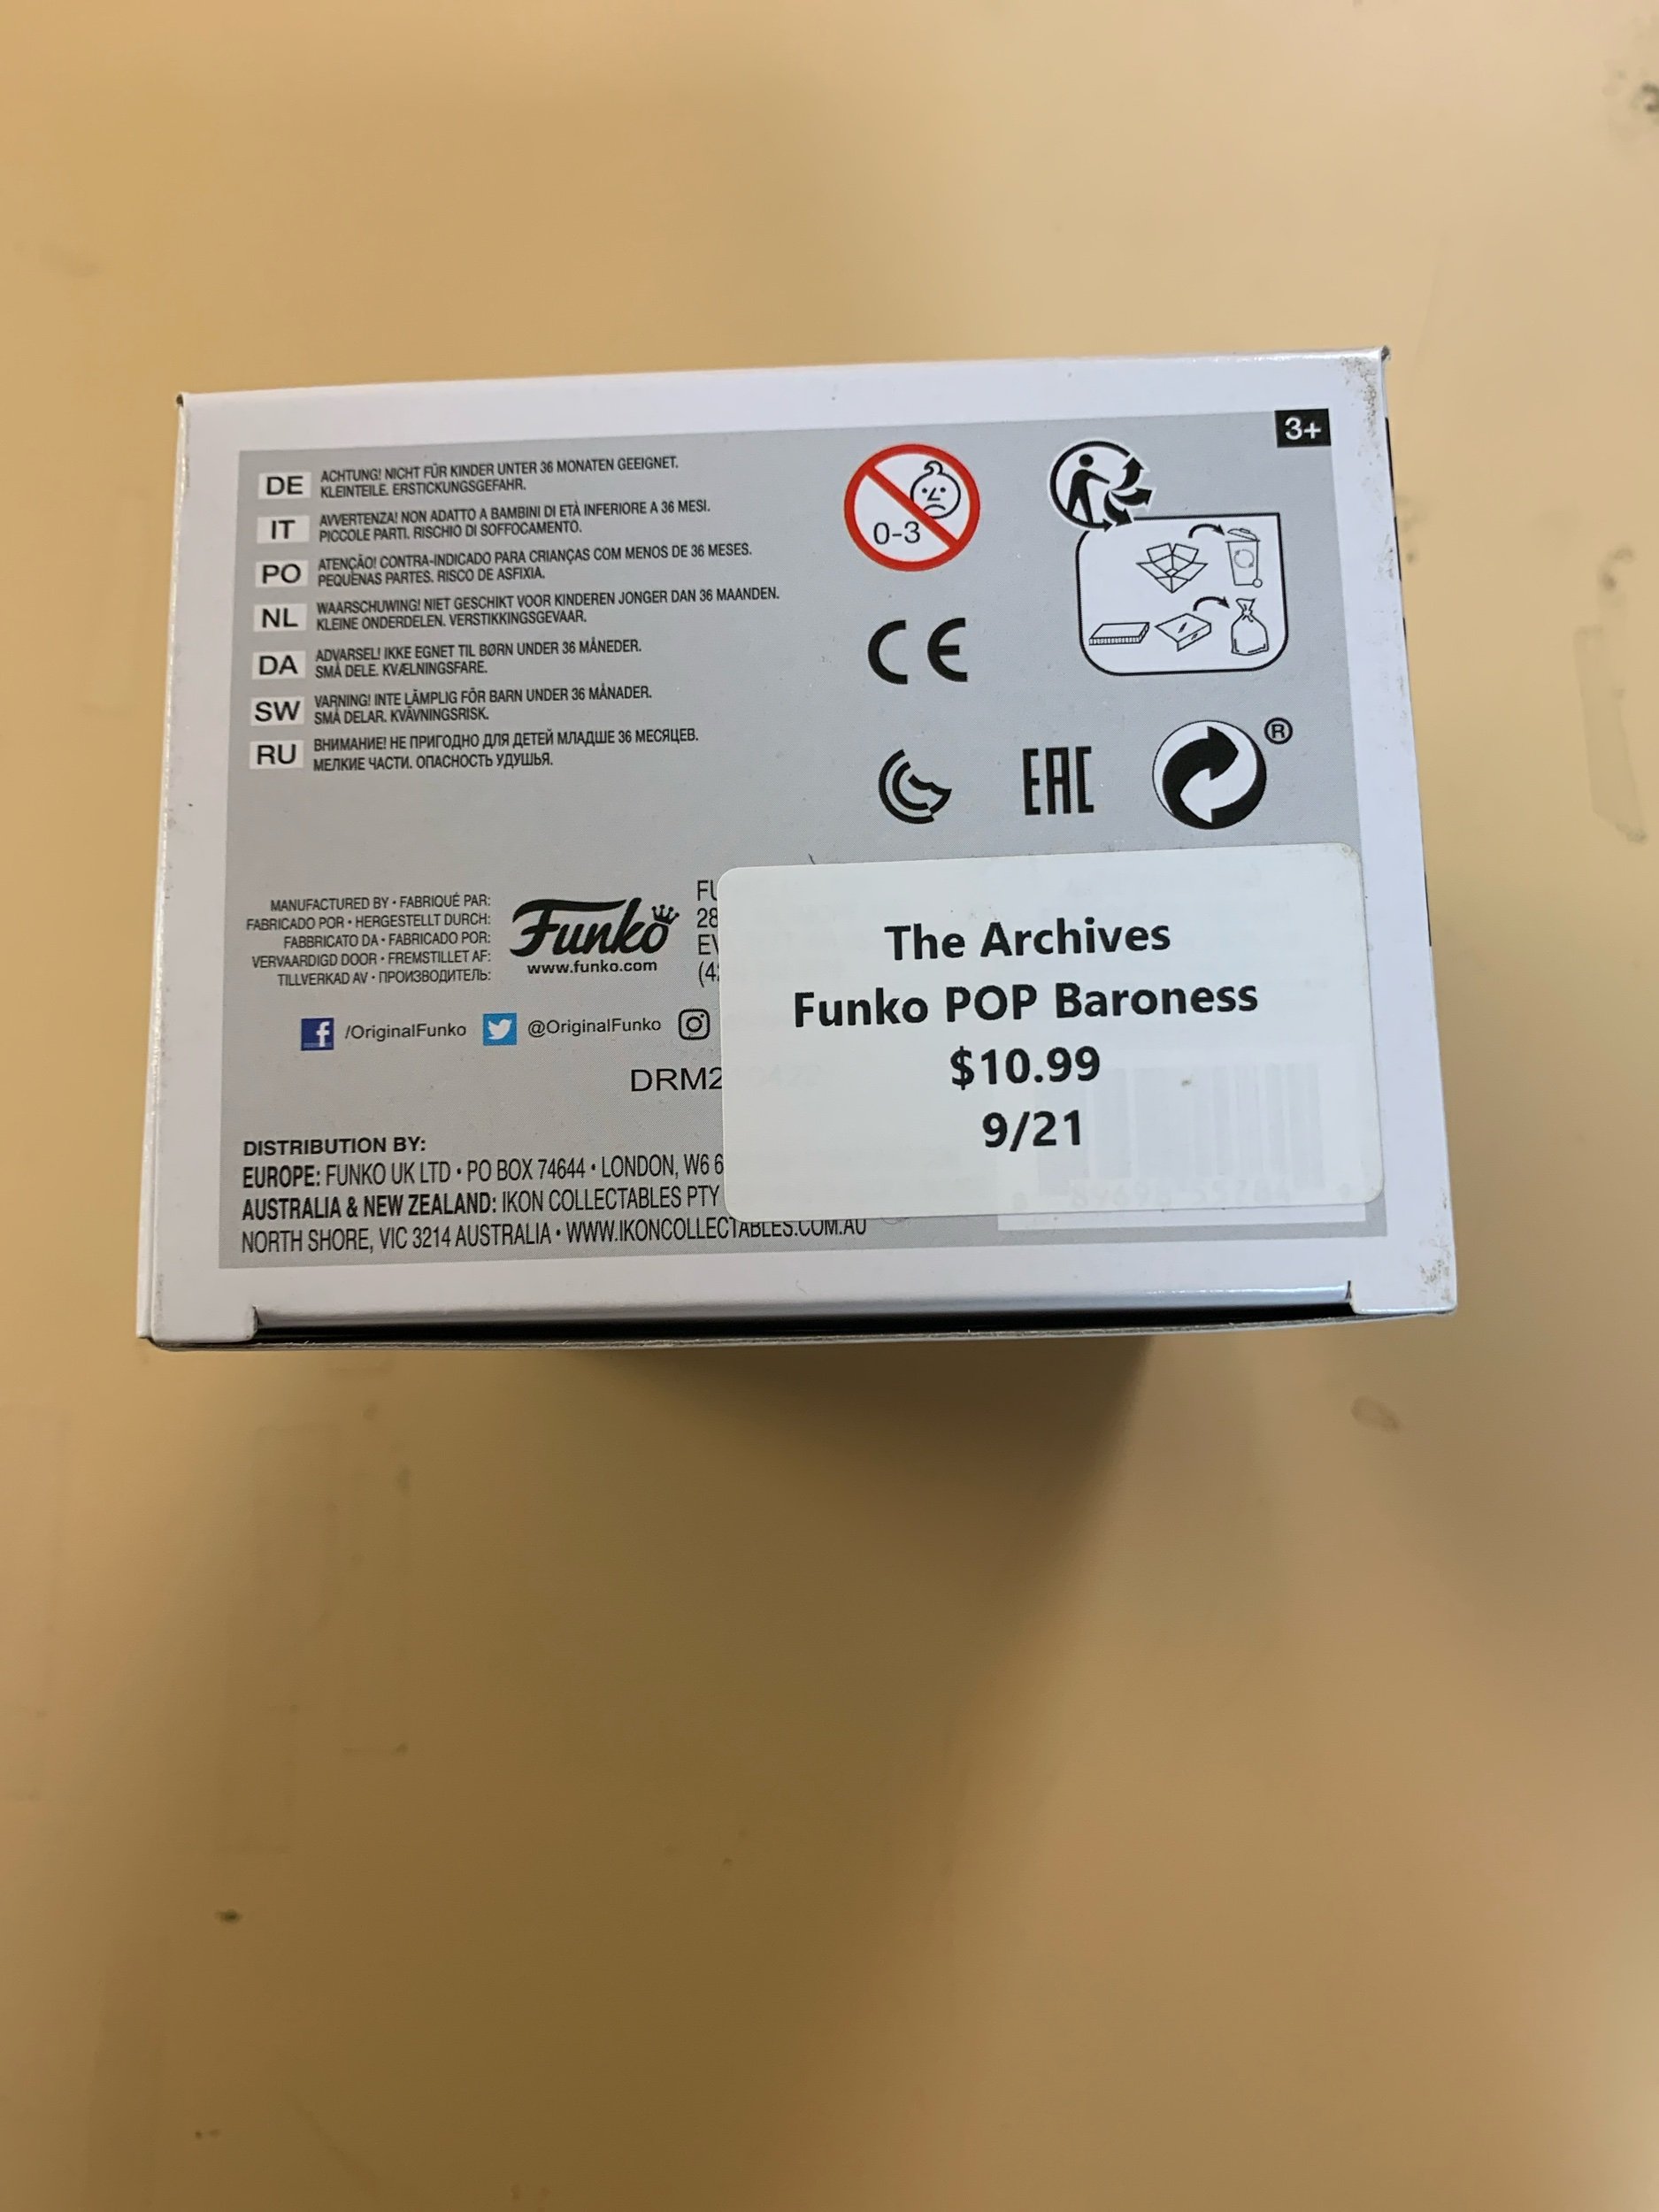 3+
DE
ACHTUNG! NICHT FÜR KINDER UNTER 36 MONATEN GEEIGNET.
KLEINTEILE. ERSTICKUNGSGEFAHR.
IT
AVVERTENZA! NON ADATTO A BAMBINI DI ETÀ INFERIORE A 36 MESI.
PICCOLE PARTI. RISCHIO DI SOFFOCAMENTO.
PO
ATENÇÃO! CONTRA-INDICADO PARA CRIANÇAS COM MENOS DE 36 MESES.
PEQUENAS PARTES. RISCO DE ASFIXIA.
NL
WAARSCHUWING! NIET GESCHIKT VOOR KINDEREN JONGER DAN 36 MAANDEN.
KLEINE ONDERDELEN. VERSTIKKINGSGEVAAR.
DA
ADVARSEL! IKKE EGNET TIL BØRN UNDER 36 MÅNEDER.
SMÅ DELE. KVÆLNINGSFARE.
SW
VARNING! INTE LÄMPLIG FÖR BARN UNDER 36 MÅNADER.
SMÅ DELAR. KVÄVNINGSRISK.
RU
ВНИМАНИЕ! НЕ ПРИГОДНО ДЛЯ ДЕТЕЙ МЛАДШЕ 36 МЕСЯЦЕВ.
МЕЛКИЕ ЧАСТИ. ОПАСНОСТЬ УДУШЬЯ.
0-3
CE
EAC
®
MANUFACTURED BY • FABRIQUÉ PAR:
FABRICADO POR • HERGESTELLT DURCH:
FABBRICATO DA • FABRICADO POR:
VERVAARDIGD DOOR • FREMSTILLET AF:
TILLVERKAD AV • ПРОИЗВОДИТЕЛЬ:
Funko
www.funko.com
/OriginalFunko @OriginalFunko
DISTRIBUTION BY:
EUROPE: FUNKO UK LTD • PO BOX 74644 • LONDON, W6
AUSTRALIA & NEW ZEALAND: IKON COLLECTABLES PTY
NORTH SHORE, VIC 3214 AUSTRALIA • WWW.IKONCOLLECTABLES.COM.AU
The Archives
Funko POP Baroness
$10.99
9/21